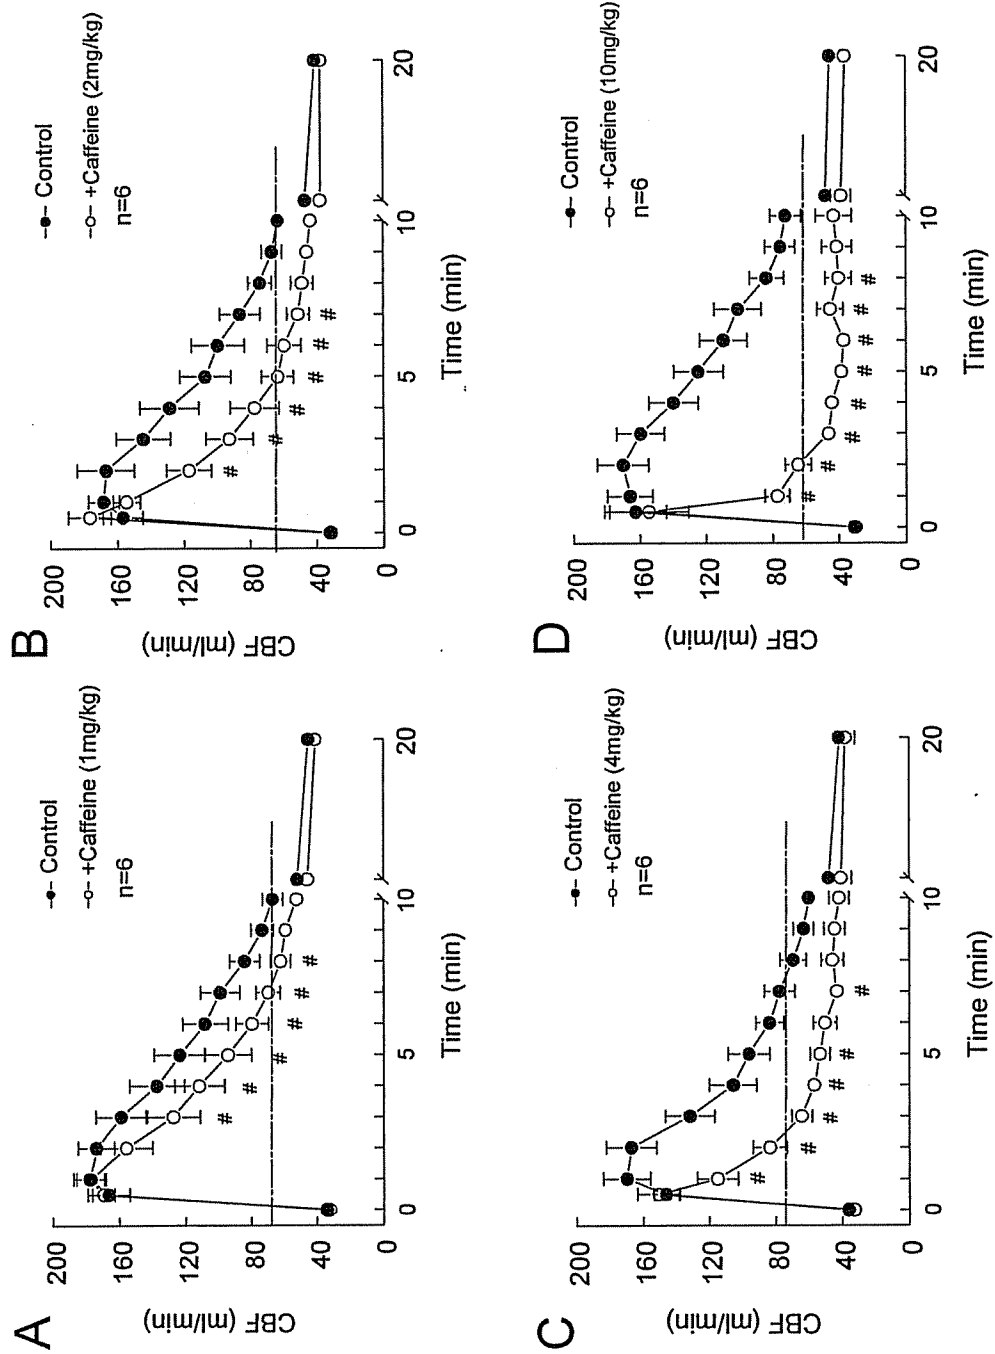 A
Control
+Caffeine (1mg/kg)
n=6
CBF (ml/min)
200
160
120
80
40
0
# # # # # #
0 5 10 20
Time (min)
B
Control
+Caffeine (2mg/kg)
n=6
CBF (ml/min)
200
160
120
80
40
0
# # # # # #
0 5 10 20
Time (min)
C
Control
+Caffeine (4mg/kg)
n=6
CBF (ml/min)
200
160
120
80
40
0
# # # # # #
0 5 10 20
Time (min)
D
Control
+Caffeine (10mg/kg)
n=6
CBF (ml/min)
200
160
120
80
40
0
# # # # # # # #
0 5 10 20
Time (min)